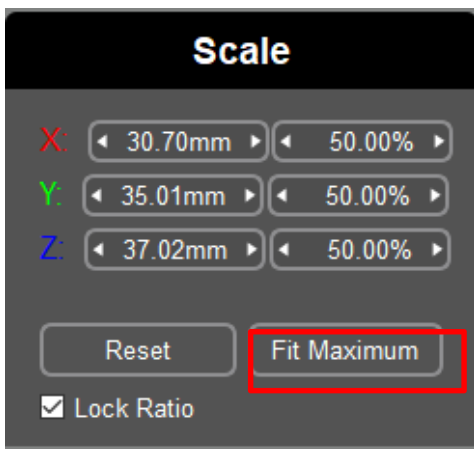 Scale
X: 30.70mm 50.00%
Y: 35.01mm 50.00%
Z: 37.02mm 50.00%
Reset Fit Maximum
Lock Ratio